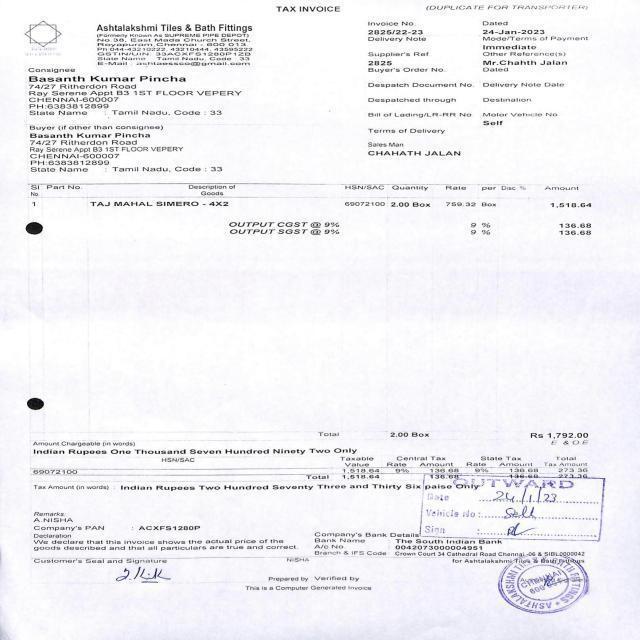 TAX INVOICE
(DUPLICATE FOR TRANSPORTER)
Ashtalakshmi Tiles & Bath Fittings
(Formerly Known As SUPREME PIPE DEPOT)
No.38, East Mada Church Street,
Royapuram,Chennai - 600 013.
Ph 044-43210222, 43210444, 43595222
GSTIN/UIN: 33ACXFS1280P1ZB
State Name : Tamil Nadu, Code : 33
E-Mail : ashtaessco@gmail.com
Invoice No. Dated
2825/22-23 24-Jan-2023
Delivery Note Mode/Terms of Payment
Immediate
Supplier's Ref Other Reference(s)
2825 Mr.Chahth Jalan
Buyer's Order No. Dated
Despatch Document No. Delivery Note Date
Despatched through Destination
Bill of Lading/LR-RR No. Motor Vehicle No
Self
Terms of Delivery
Sales Man
CHAHATH JALAN
Consignee
Basanth Kumar Pincha
74/27 Ritherdon Road
Ray Serene Appt B3 1ST FLOOR VEPERY
CHENNAI-600007
PH:6383812899
State Name : Tamil Nadu, Code : 33
Buyer (if other than consignee)
Basanth Kumar Pincha
74/27 Ritherdon Road
Ray Serene Appt B3 1ST FLOOR VEPERY
CHENNAI-600007
PH:6383812899
State Name : Tamil Nadu, Code : 33
Sl No. Part No. Description of Goods HSN/SAC Quantity Rate per Disc % Amount
1 TAJ MAHAL SIMERO - 4X2 69072100 2.00 Box 759.32 Box 1,518.64
OUTPUT CGST @ 9% 9 % 136.68
OUTPUT SGST @ 9% 9 % 136.68
Total 2.00 Box Rs 1,792.00
E & O.E
Amount Chargeable (in words)
Indian Rupees One Thousand Seven Hundred Ninety Two Only
HSN/SAC Taxable Central Tax State Tax Total
Value Rate Amount Rate Amount Tax Amount
69072100 1,518.64 9% 136.68 9% 136.68 273.36
Total 1,518.64 136.68 136.68 273.36
Tax Amount (in words) : Indian Rupees Two Hundred Seventy Three and Thirty Six paise Only
OUTWARD
Date 24/1/23
Vehicle No : Self
Sign :
Remarks:
A.NISHA
Company's PAN : ACXFS1280P
Declaration
We declare that this invoice shows the actual price of the
goods described and that all particulars are true and correct.
Company's Bank Details
Bank Name : The South Indian Bank
A/c No. : 0042073000004951
Branch & IFS Code : Crown Court 34 Cathedral Road Chennai -06 & SIBL0000042
Customer's Seal and Signature
NISHA
for Ashtalakshmi Tiles & Bath Fittings
Prepared by Verified by
This is a Computer Generated Invoice